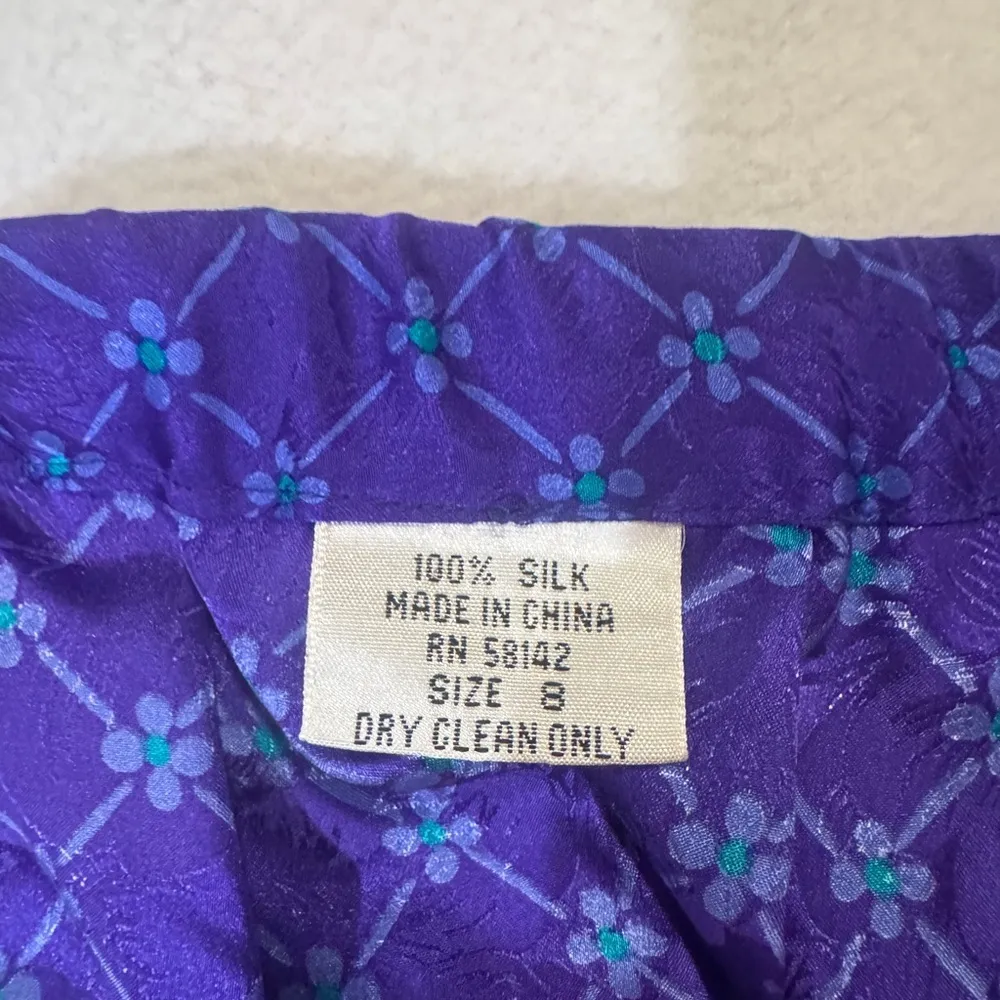 100% SILK
MADE IN CHINA
RN 58142
SIZE 8
DRY CLEAN ONLY